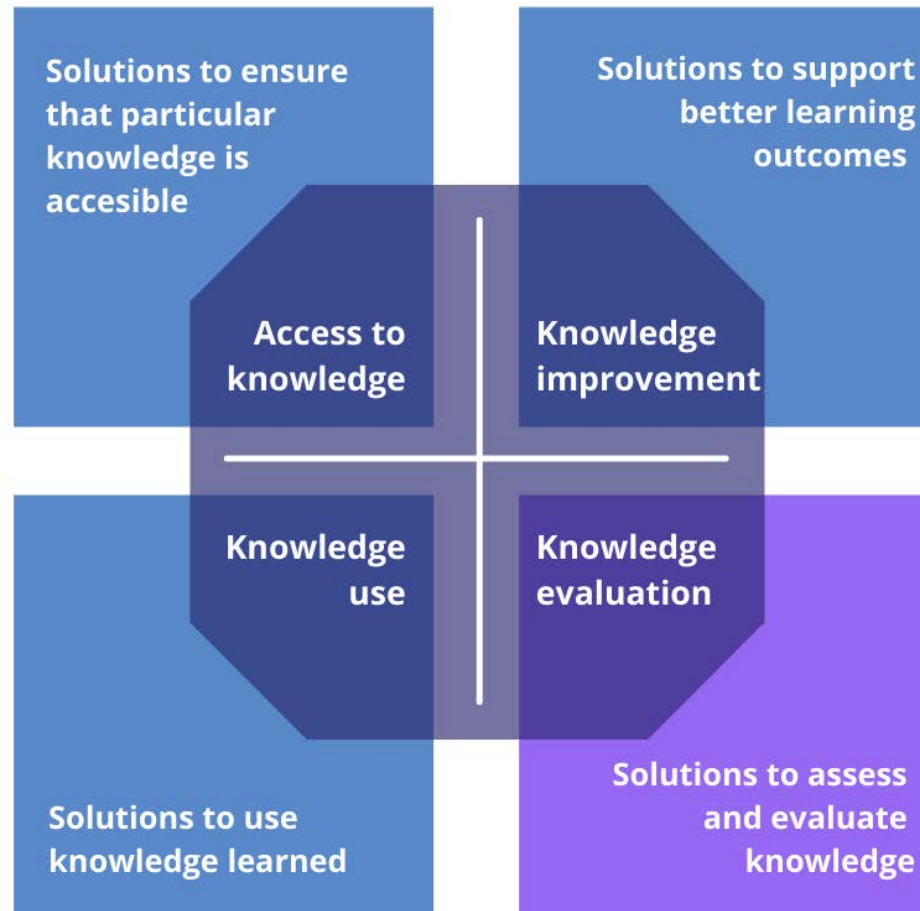 Solutions to ensure
that particular
knowledge is
accesible
Solutions to support
better learning
outcomes
Access to
knowledge
Knowledge
improvement
Knowledge
use
Knowledge
evaluation
Solutions to use
knowledge learned
Solutions to assess
and evaluate
knowledge